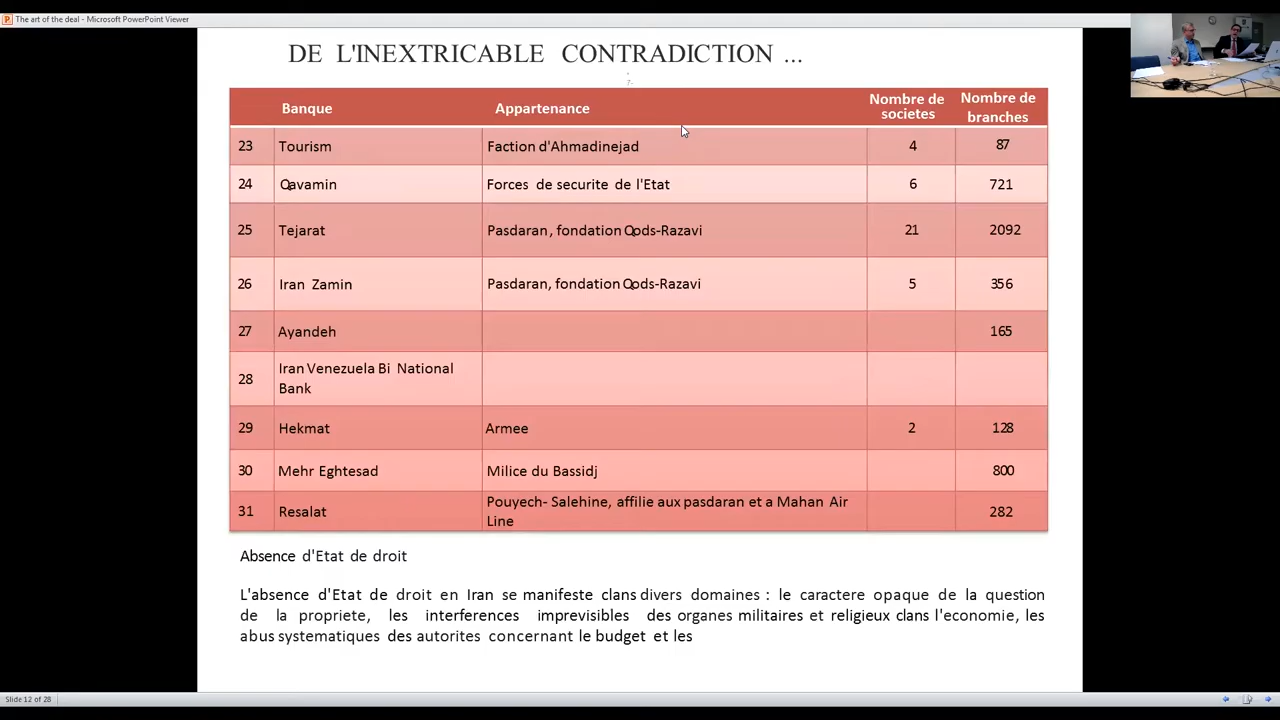 The art of the deal - Microsoft PowerPoint Viewer
DE L'INEXTRICABLE CONTRADICTION ...
Banque Appartenance Nombre de societes Nombre de branches
23 Tourism Faction d'Ahmadinejad 4 87
24 Qavamin Forces de securite de l'Etat 6 721
25 Tejarat Pasdaran, fondation Qods-Razavi 21 2092
26 Iran Zamin Pasdaran, fondation Qods-Razavi 5 356
27 Ayandeh 165
28 Iran Venezuela Bi National
Bank
29 Hekmat Armee 2 128
30 Mehr Eghtesad Milice du Bassidj 800
31 Resalat Pouyech- Salehine, affilie aux pasdaran et a Mahan Air
Line 282
Absence d'Etat de droit
L'absence d'Etat de droit en Iran se manifeste clans divers domaines : le caractere opaque de la question
de la propriete, les interferences imprevisibles des organes militaires et religieux clans l'economie, les
abus systematiques des autorites concernant le budget et les
Slide 12 of 28